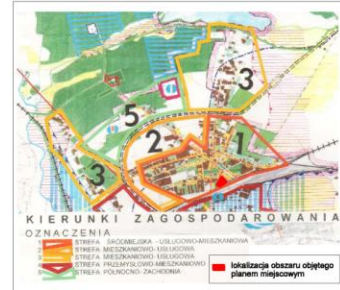 3
5
2
1
3
KIERUNKI ZAGOSPODAROWANIA
OZNACZENIA
STREFA ŚRÓDMIEJSKA - USŁUGOWO-MIESZKANIOWA
STREFA MIESZKANIOWO-USŁUGOWA
STREFA MIESZKANIOWO-USŁUGOWA
STREFA PRZEMYSŁOWO-MIESZKANIOWO
STREFA PÓŁNOCNO-ZACHODNIA
lokalizacja obszaru objętego
planem miejscowym